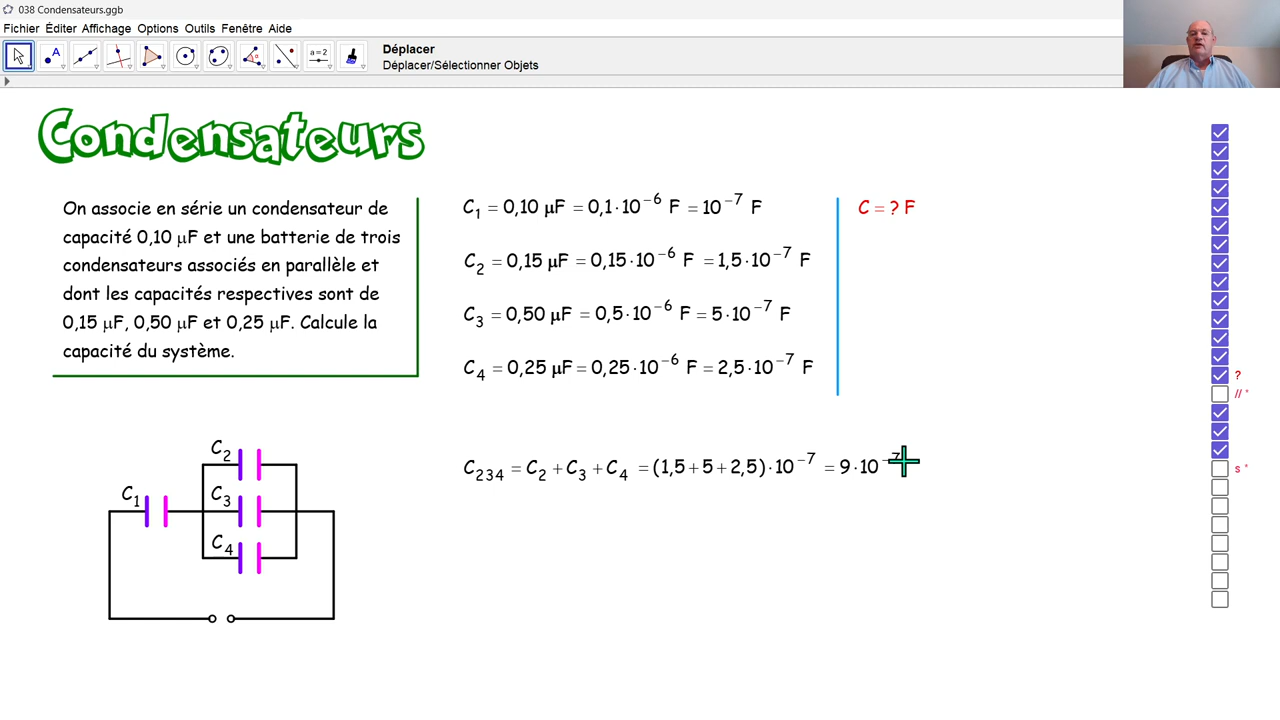 038 Condensateurs.ggb
Fichier Éditer Affichage Options Outils Fenêtre Aide
A
a=2
Déplacer
Déplacer/Sélectionner Objets
Condensateurs
On associe en série un condensateur de
capacité 0,10 μF et une batterie de trois
condensateurs associés en parallèle et
dont les capacités respectives sont de
0,15 μF, 0,50 μF et 0,25 μF. Calcule la
capacité du système.
C₁ = 0,10 μF = 0,1·10⁻⁶ F = 10⁻⁷ F
C₂ = 0,15 μF = 0,15·10⁻⁶ F = 1,5·10⁻⁷ F
C₃ = 0,50 μF = 0,5·10⁻⁶ F = 5·10⁻⁷ F
C₄ = 0,25 μF = 0,25·10⁻⁶ F = 2,5·10⁻⁷ F
C = ? F
?
// *
s *
C₂₃₄ = C₂ + C₃ + C₄ = (1,5+5+2,5)·10⁻⁷ = 9·10⁻⁷
C₂
C₁
C₃
C₄